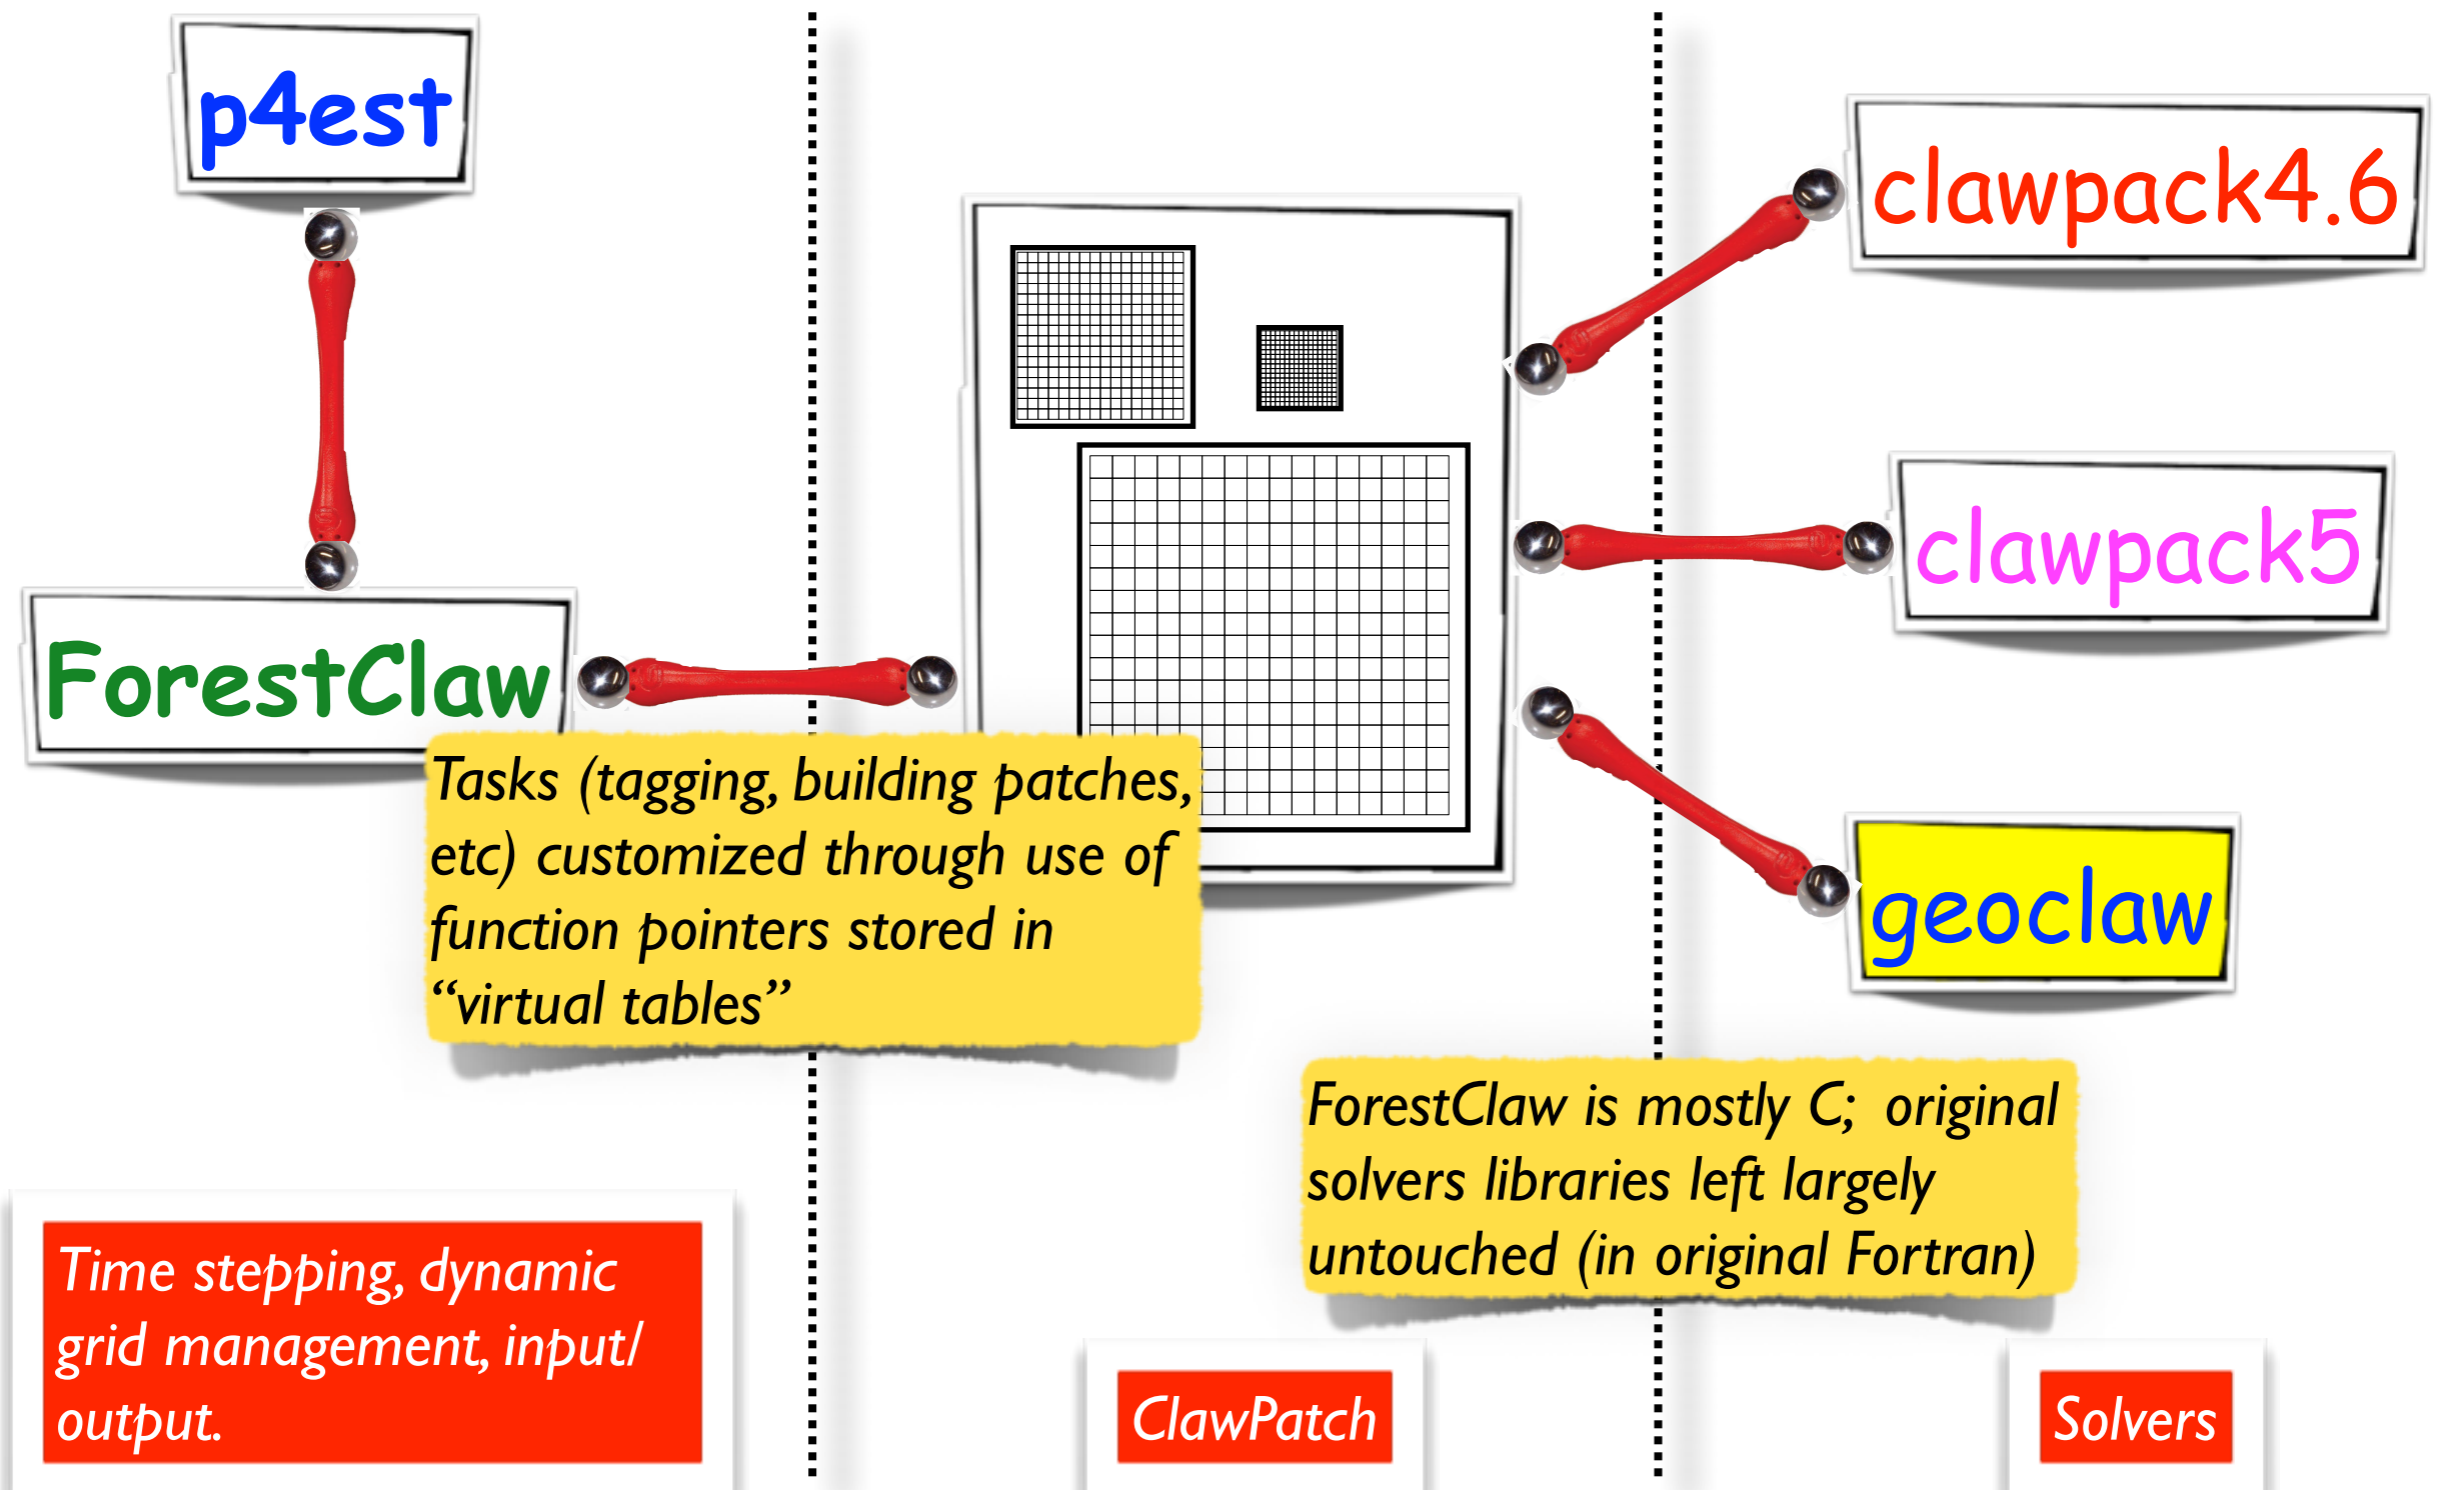 p4est
clawpack4.6
clawpack5
ForestClaw
Tasks (tagging, building patches,
etc) customized through use of
function pointers stored in
“virtual tables”
geoclaw
ForestClaw is mostly C;  original
solvers libraries left largely
untouched (in original Fortran)
Time stepping, dynamic
grid management, input/
output.
ClawPatch
Solvers